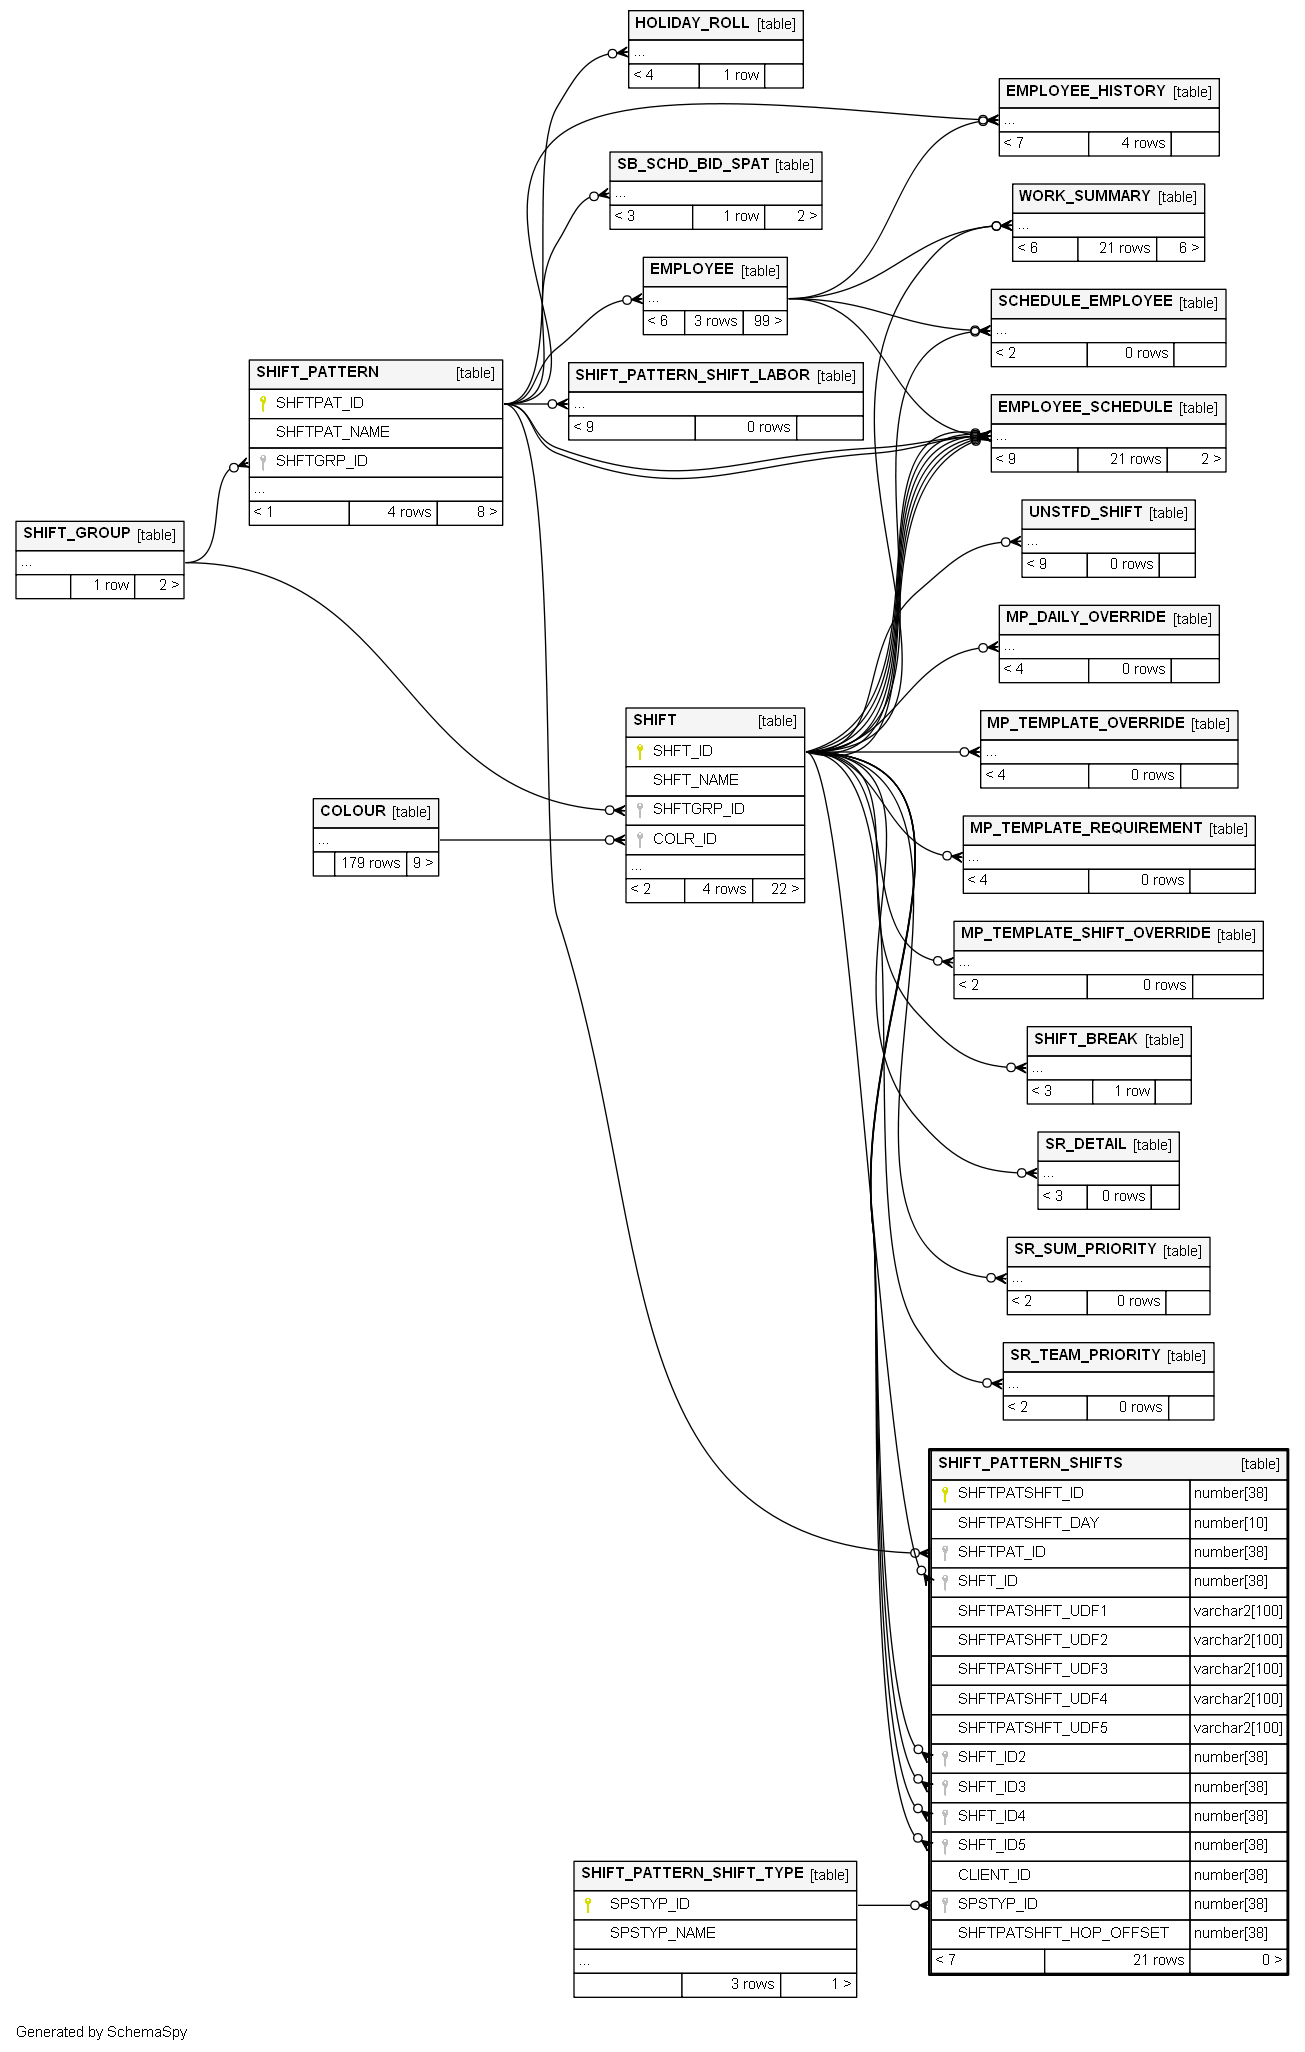 HOLIDAY_ROLL [table]
...
< 4 1 row
EMPLOYEE_HISTORY [table]
...
< 7 4 rows
SB_SCHD_BID_SPAT [table]
...
< 3 1 row 2 >
WORK_SUMMARY [table]
...
< 6 21 rows 6 >
EMPLOYEE [table]
...
< 6 3 rows 99 >
SCHEDULE_EMPLOYEE [table]
...
< 2 0 rows
SHIFT_PATTERN [table]
SHFTPAT_ID
SHFTPAT_NAME
SHFTGRP_ID
...
< 1 4 rows 8 >
SHIFT_PATTERN_SHIFT_LABOR [table]
...
< 9 0 rows
EMPLOYEE_SCHEDULE [table]
...
< 9 21 rows 2 >
SHIFT_GROUP [table]
...
1 row 2 >
UNSTFD_SHIFT [table]
...
< 9 0 rows
MP_DAILY_OVERRIDE [table]
...
< 4 0 rows
SHIFT [table]
SHFT_ID
SHFT_NAME
SHFTGRP_ID
COLR_ID
...
< 2 4 rows 22 >
MP_TEMPLATE_OVERRIDE [table]
...
< 4 0 rows
COLOUR [table]
...
179 rows 9 >
MP_TEMPLATE_REQUIREMENT [table]
...
< 4 0 rows
MP_TEMPLATE_SHIFT_OVERRIDE [table]
...
< 2 0 rows
SHIFT_BREAK [table]
...
< 3 1 row
SR_DETAIL [table]
...
< 3 0 rows
SR_SUM_PRIORITY [table]
...
< 2 0 rows
SR_TEAM_PRIORITY [table]
...
< 2 0 rows
SHIFT_PATTERN_SHIFTS [table]
SHFTPATSHFT_ID number[38]
SHFTPATSHFT_DAY number[10]
SHFTPAT_ID number[38]
SHFT_ID number[38]
SHFTPATSHFT_UDF1 varchar2[100]
SHFTPATSHFT_UDF2 varchar2[100]
SHFTPATSHFT_UDF3 varchar2[100]
SHFTPATSHFT_UDF4 varchar2[100]
SHFTPATSHFT_UDF5 varchar2[100]
SHFT_ID2 number[38]
SHFT_ID3 number[38]
SHFT_ID4 number[38]
SHFT_ID5 number[38]
CLIENT_ID number[38]
SPSTYP_ID number[38]
SHFTPATSHFT_HOP_OFFSET number[38]
< 7 21 rows 0 >
SHIFT_PATTERN_SHIFT_TYPE [table]
SPSTYP_ID
SPSTYP_NAME
...
3 rows 1 >
Generated by SchemaSpy